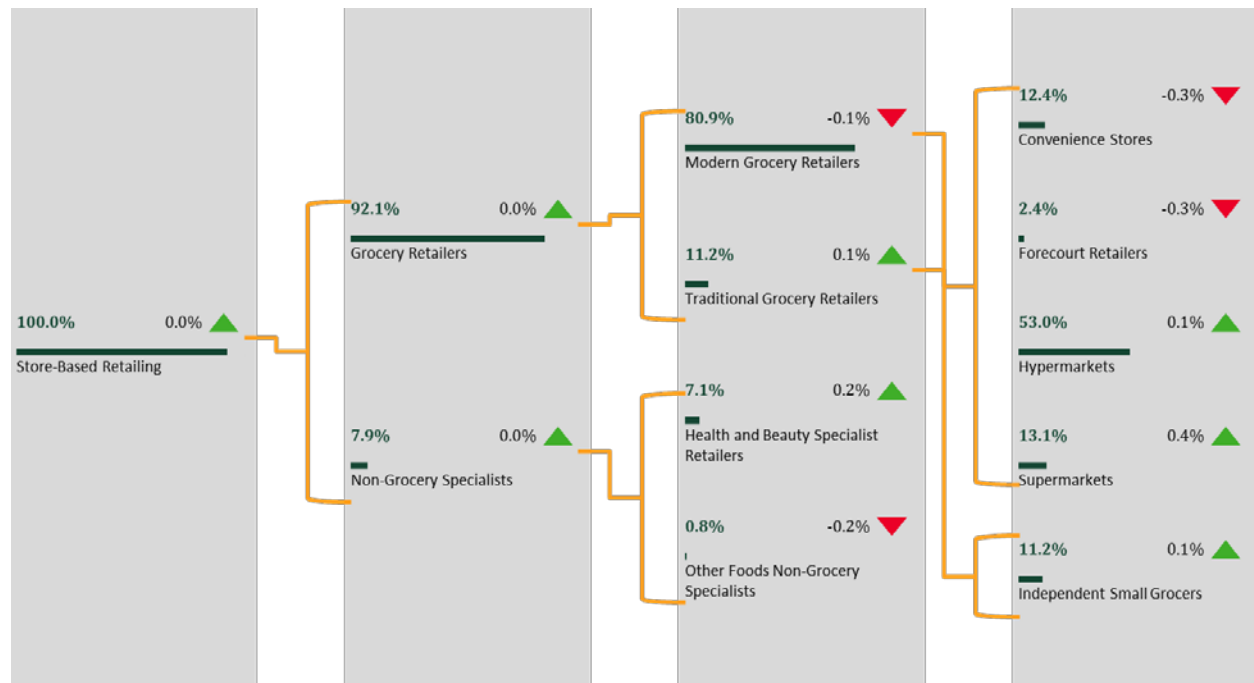 100.0% 0.0%
Store-Based Retailing
92.1% 0.0%
Grocery Retailers
7.9% 0.0%
Non-Grocery Specialists
80.9% -0.1%
Modern Grocery Retailers
11.2% 0.1%
Traditional Grocery Retailers
7.1% 0.2%
Health and Beauty Specialist
Retailers
0.8% -0.2%
Other Foods Non-Grocery
Specialists
12.4% -0.3%
Convenience Stores
2.4% -0.3%
Forecourt Retailers
53.0% 0.1%
Hypermarkets
13.1% 0.4%
Supermarkets
11.2% 0.1%
Independent Small Grocers